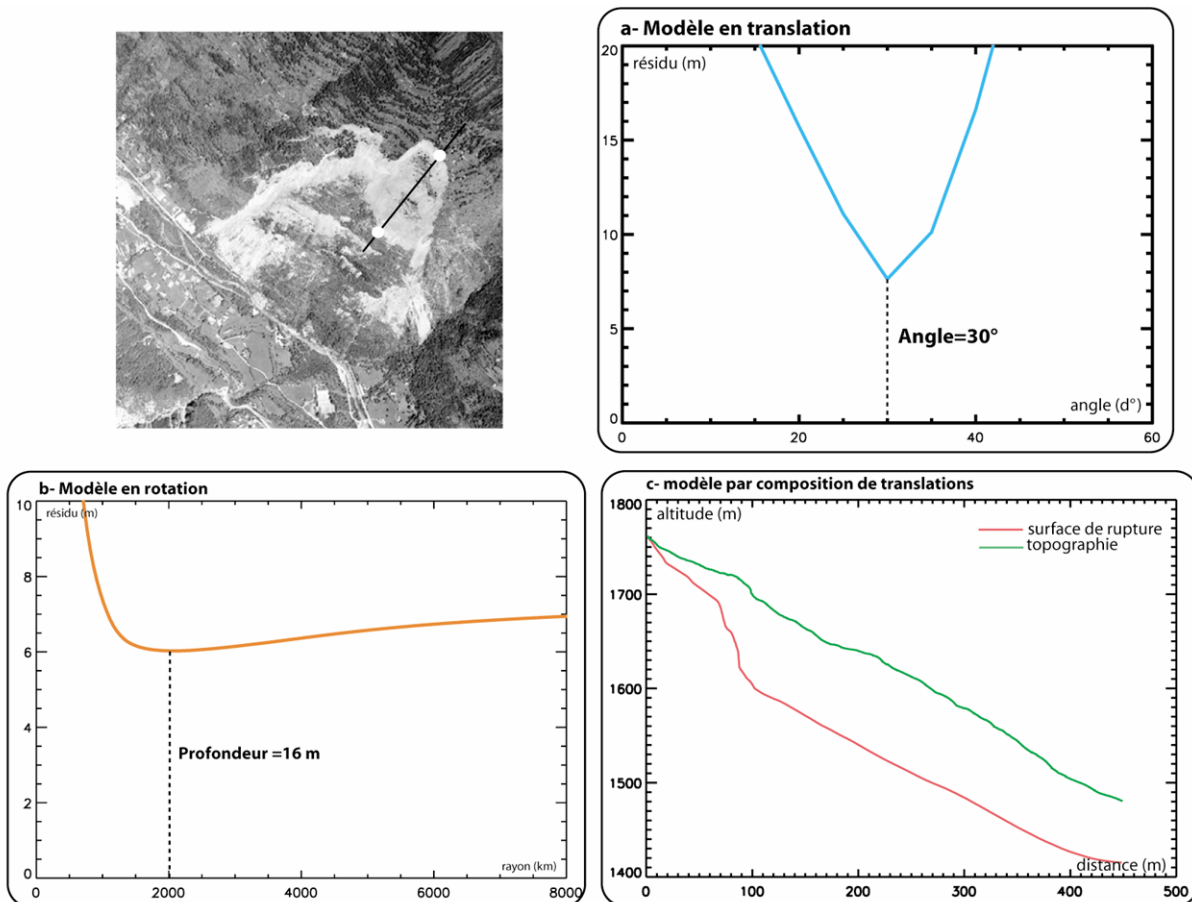 a- Modèle en translation
20
résidu (m)
15
10
5
Angle=30°
0
angle (d°)
0 20 40 60
b- Modèle en rotation
10
résidu (m)
8
6
4
Profondeur =16 m
2
0
rayon (km)
0 2000 4000 6000 8000
c- modèle par composition de translations
1800
altitude (m)
surface de rupture
topographie
1700
1600
1500
1400
distance (m)
0 100 200 300 400 500